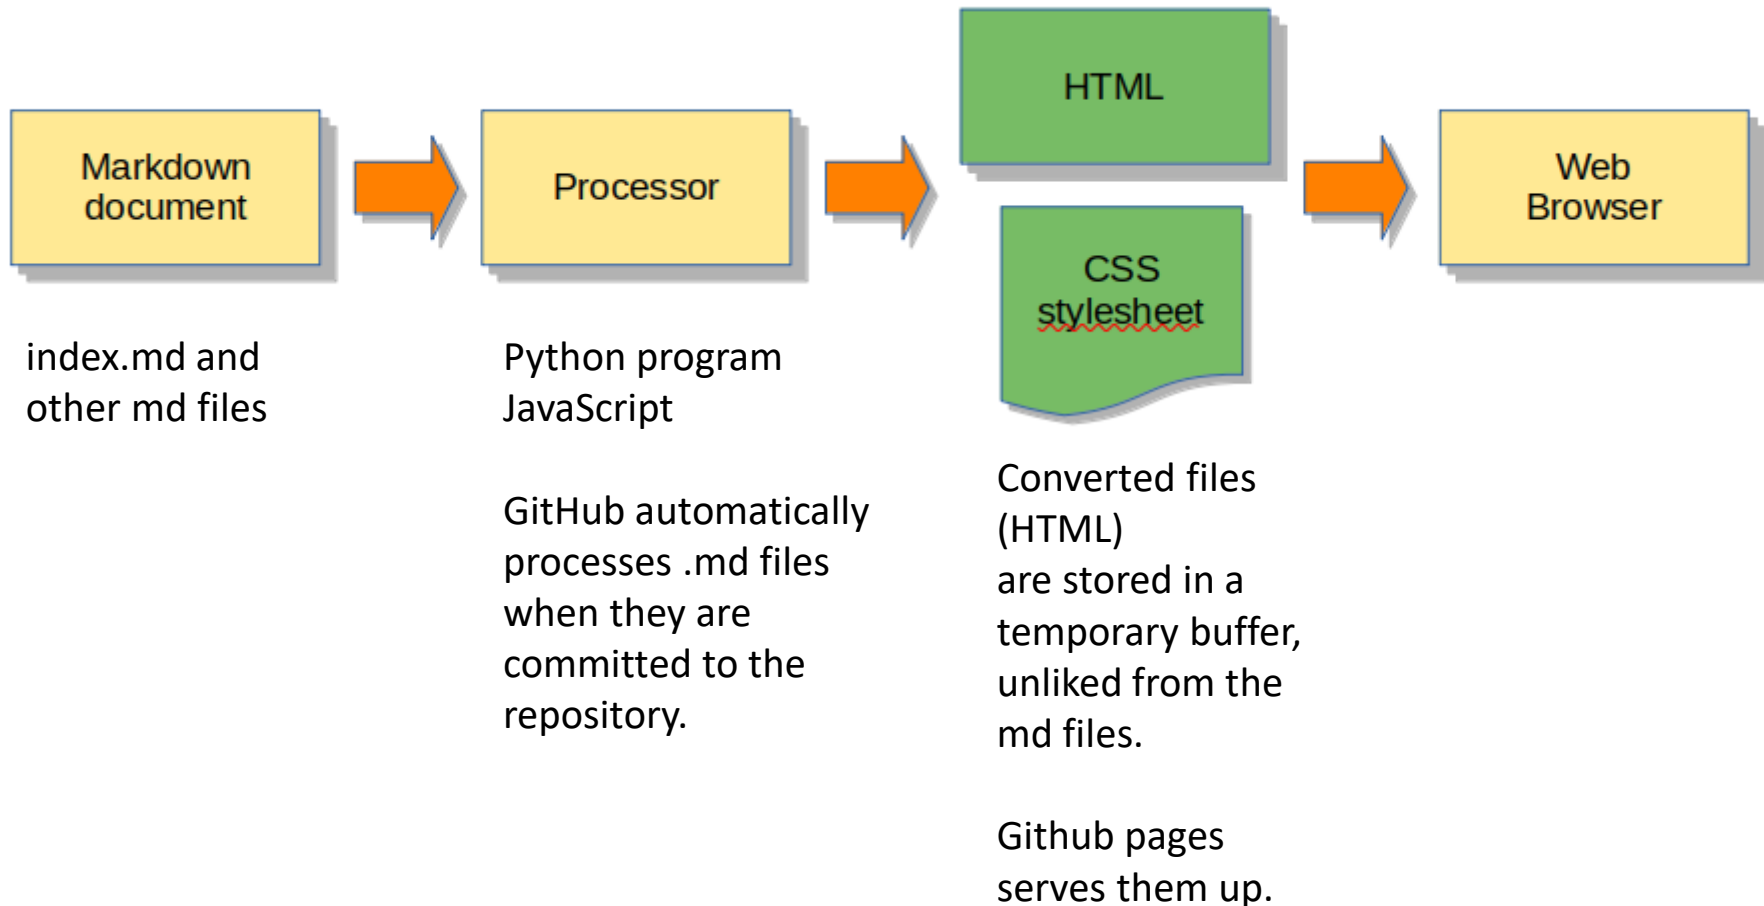 Markdown
document
Processor
HTML
CSS
stylesheet
Web
Browser
index.md and
other md files
Python program
JavaScript
GitHub automatically
processes .md files
when they are
committed to the
repository.
Converted files
(HTML)
are stored in a
temporary buffer,
unliked from the
md files.
Github pages
serves them up.